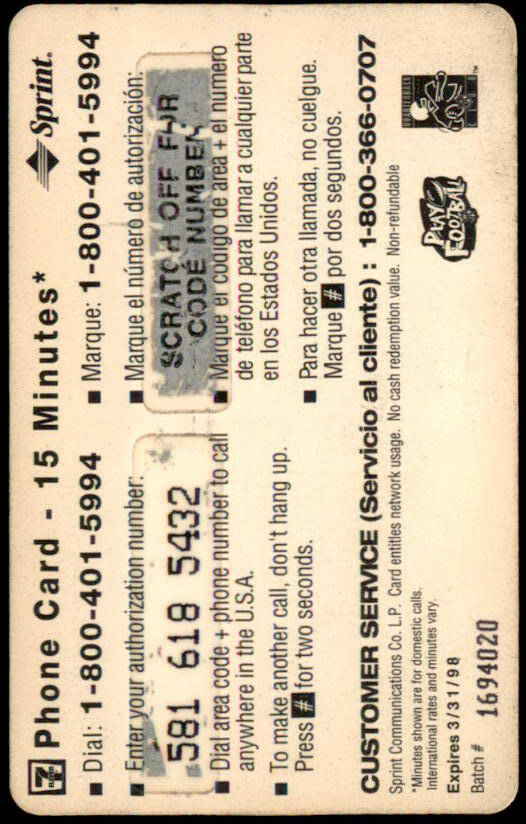 7 ELEVEN Phone Card - 15 Minutes*
Sprint.
■ Dial: 1-800-401-5994
■ Enter your authorization number:
581 618 5432
■ Dial area code + phone number to call
anywhere in the U.S.A.
■ To make another call, don't hang up.
Press # for two seconds.
■ Marque: 1-800-401-5994
■ Marque el número de autorización:
SCRATCH OFF FOR
CODE NUMBER
■ Marque el código de área + el número
de teléfono para llamar a cualquier parte
en los Estados Unidos.
■ Para hacer otra llamada, no cuelgue.
Marque # por dos segundos.
CUSTOMER SERVICE (Servicio al cliente) : 1-800-366-0707
Sprint Communications Co. L.P. Card entitles network usage. No cash redemption value. Non-refundable
*Minutes shown are for domestic calls.
International rates and minutes vary.
Expires 3/31/98
Batch # 1694020
PLAY
FOOTBALL
TM